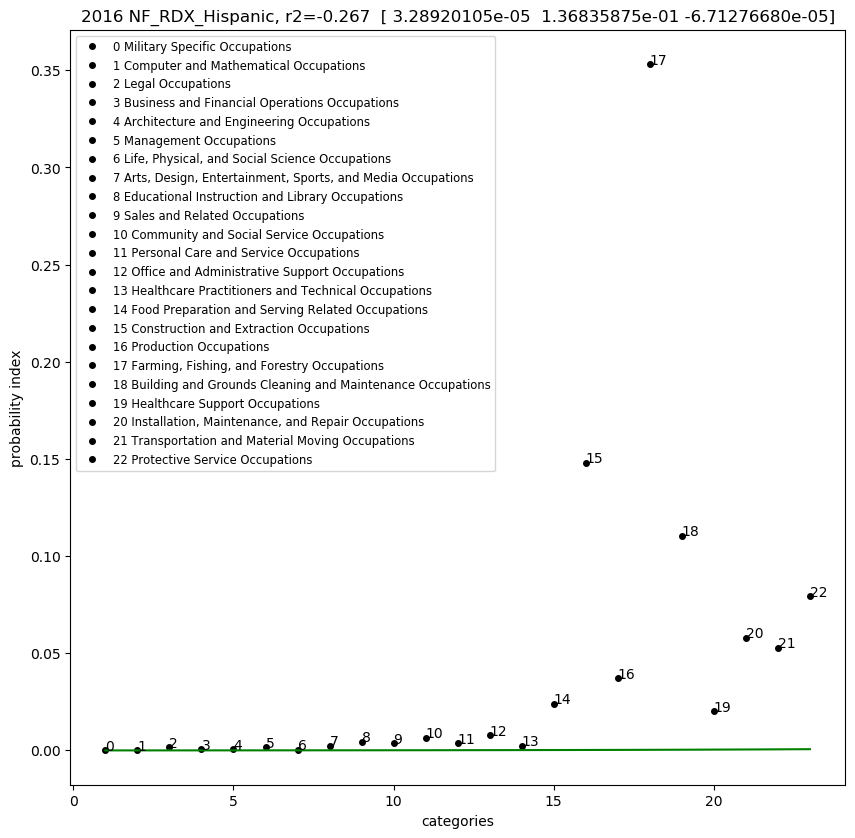 2016 NF_RDX_Hispanic, r2=-0.267 [ 3.28920105e-05 1.36835875e-01 -6.71276680e-05]
0 Military Specific Occupations
1 Computer and Mathematical Occupations
2 Legal Occupations
3 Business and Financial Operations Occupations
4 Architecture and Engineering Occupations
5 Management Occupations
6 Life, Physical, and Social Science Occupations
7 Arts, Design, Entertainment, Sports, and Media Occupations
8 Educational Instruction and Library Occupations
9 Sales and Related Occupations
10 Community and Social Service Occupations
11 Personal Care and Service Occupations
12 Office and Administrative Support Occupations
13 Healthcare Practitioners and Technical Occupations
14 Food Preparation and Serving Related Occupations
15 Construction and Extraction Occupations
16 Production Occupations
17 Farming, Fishing, and Forestry Occupations
18 Building and Grounds Cleaning and Maintenance Occupations
19 Healthcare Support Occupations
20 Installation, Maintenance, and Repair Occupations
21 Transportation and Material Moving Occupations
22 Protective Service Occupations
probability index
0.35
0.30
0.25
0.20
0.15
0.10
0.05
0.00
0
1
2
3
4
5
6
7
8
9
10
11
12
13
14
15
16
17
18
19
20
21
22
0
5
10
15
20
categories